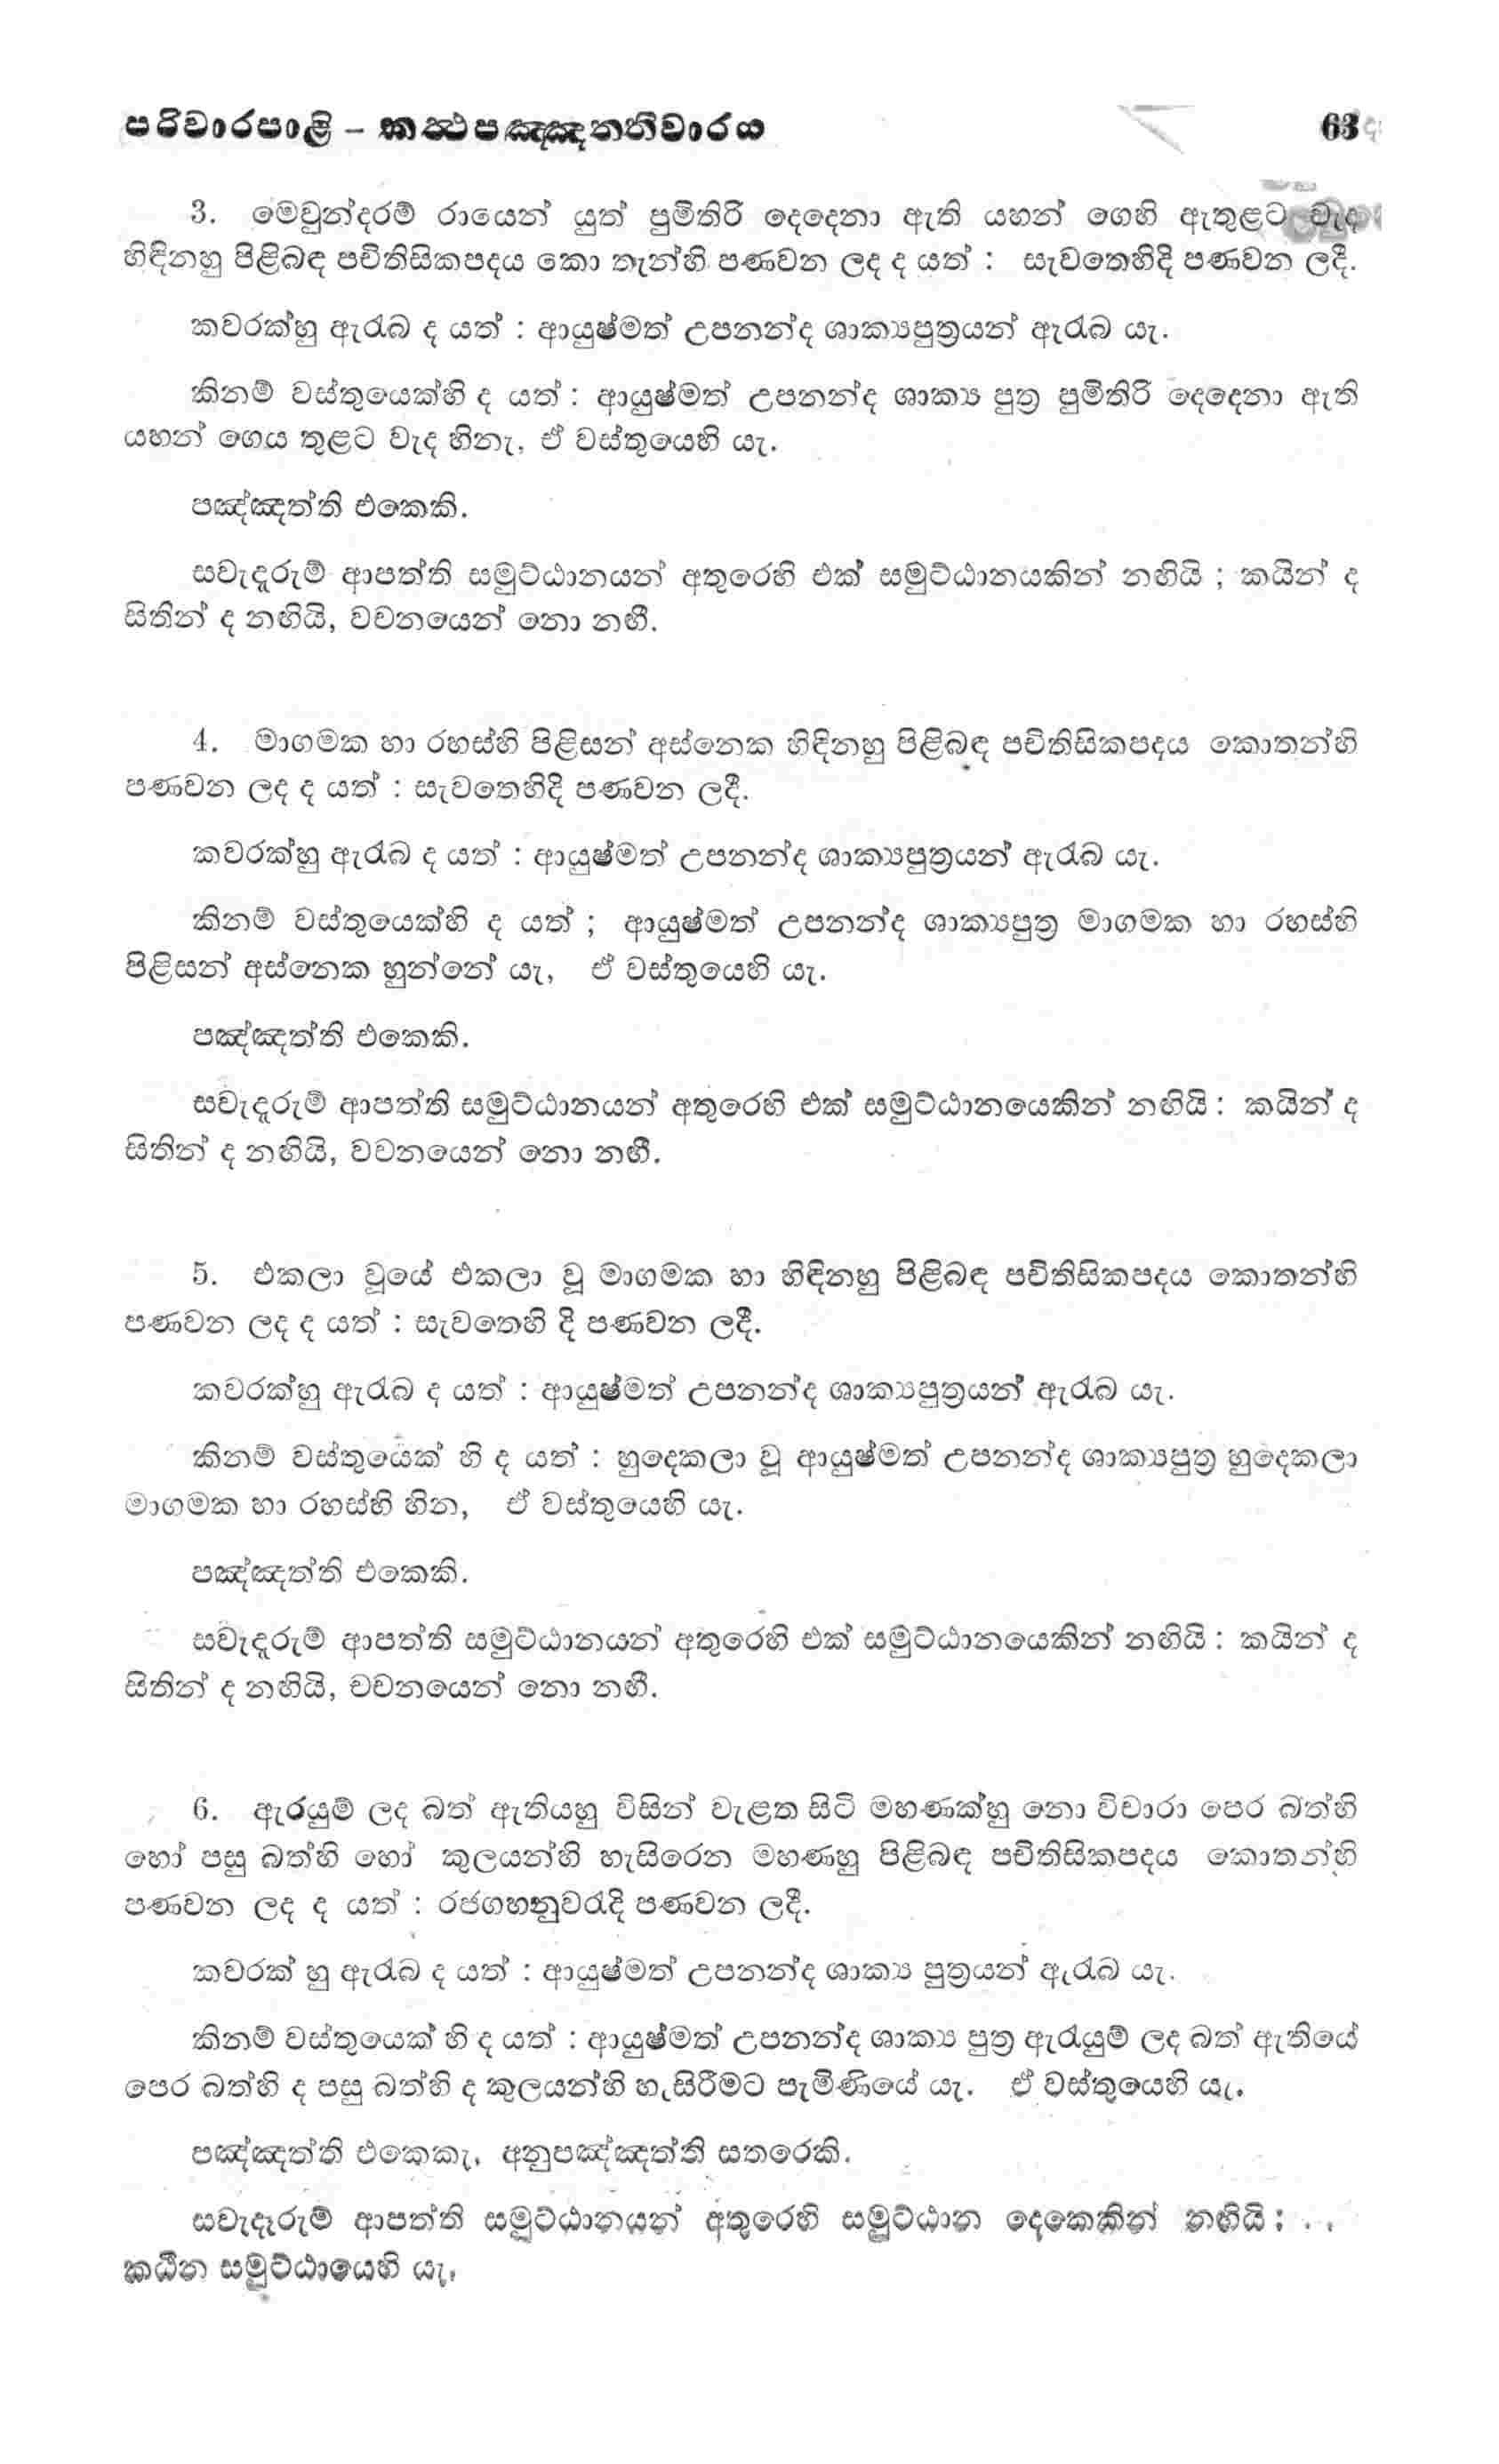 පරිවාරපාළි – කත්‍ථපඤ්ඤත්තිවාරය 63
3. මෙවුන්දරම් රායෙන් යුත් පුම්තිරි දෙදෙනා ඇති යහන් ගෙහි ඇතුළට වැද
හිඳිනහු පිළිබඳ පචිතිසිකපදය කො තැන්හි පණවන ලද ද යත් : සැවතෙහිදි පණවන ලදී.
කවරක්හු ඇරැබ ද යත් : ආයුෂ්මත් උපනන්ද ශාක්‍යපුත්‍රයන් ඇරැබ යැ.
කිනම් වස්තුයෙක්හි ද යත් : ආයුෂ්මත් උපනන්ද ශාක්‍ය පුත්‍ර පුම්තිරි දෙදෙනා ඇති
යහන් ගෙය තුළට වැද හිනැ, ඒ වස්තුයෙහි යැ.
පඤ්ඤත්ති එකෙකි.
සවැදෑරුම් ආපත්ති සමුට්ඨානයන් අතුරෙහි එක් සමුට්ඨානයකින් නඟියි ; කයින් ද
සිතින් ද නඟියි, වචනයෙන් නො නඟී.
4. මාගමක හා රහස්හි පිළිසන් අස්නෙක හිඳිනහු පිළිබඳ පචිතිසිකපදය කොතන්හි
පණවන ලද ද යත් : සැවතෙහිදි පණවන ලදී.
කවරක්හු ඇරැබ ද යත් : ආයුෂ්මත් උපනන්ද ශාක්‍යපුත්‍රයන් ඇරැබ යැ.
කිනම් වස්තුයෙක්හි ද යත් ; ආයුෂ්මත් උපනන්ද ශාක්‍යපුත්‍ර මාගමක හා රහස්හි
පිළිසන් අස්නෙක හුන්නේ යැ, ඒ වස්තුයෙහි යැ.
පඤ්ඤත්ති එකෙකි.
සවැදෑරුම් ආපත්ති සමුට්ඨානයන් අතුරෙහි එක් සමුට්ඨානයෙකින් නඟියි : කයින් ද
සිතින් ද නඟියි, වචනයෙන් නො නඟී.
5. එකලා වූයේ එකලා වූ මාගමක හා හිඳිනහු පිළිබඳ පචිතිසිකපදය කොතන්හි
පණවන ලද ද යත් : සැවතෙහි දි පණවන ලදී.
කවරක්හු ඇරැබ ද යත් : ආයුෂ්මත් උපනන්ද ශාක්‍යපුත්‍රයන් ඇරැබ යැ.
කිනම් වස්තුයෙක් හි ද යත් : හුදෙකලා වූ ආයුෂ්මත් උපනන්ද ශාක්‍යපුත්‍ර හුදෙකලා
මාගමක හා රහස්හි හින, ඒ වස්තුයෙහි යැ.
පඤ්ඤත්ති එකෙකි.
සවැදෑරුම් ආපත්ති සමුට්ඨානයන් අතුරෙහි එක් සමුට්ඨානයෙකින් නඟියි : කයින් ද
සිතින් ද නඟියි, වචනයෙන් නො නඟී.
6. ඇරයුම් ලද බත් ඇතියහු විසින් වැළත සිටි මහණක්හු නො විචාරා පෙර බත්හි
හෝ පසු බත්හි හෝ කුලයන්හි හැසිරෙන මහණහු පිළිබඳ පචිතිසිකපදය කොතන්හි
පණවන ලද ද යත් : රජගහනුවරැදි පණවන ලදී.
කවරක් හු ඇරැබ ද යත් : ආයුෂ්මත් උපනන්ද ශාක්‍ය පුත්‍රයන් ඇරැබ යැ.
කිනම් වස්තුයෙක් හි ද යත් : ආයුෂ්මත් උපනන්ද ශාක්‍ය පුත්‍ර ඇරැයුම් ලද බත් ඇතියේ
පෙර බත්හි ද පසු බත්හි ද කුලයන්හි හැසිරීමට පැමිණියේ යැ. ඒ වස්තුයෙහි යැ.
පඤ්ඤත්ති එකෙකැ, අනුපඤ්ඤත්ති සතරෙකි.
සවැදෑරුම් ආපත්ති සමුට්ඨානයන් අතුරෙහි සමුට්ඨාන දෙකෙකින් නඟියි : . .
කඨින සමුට්ඨායෙහි යැ.